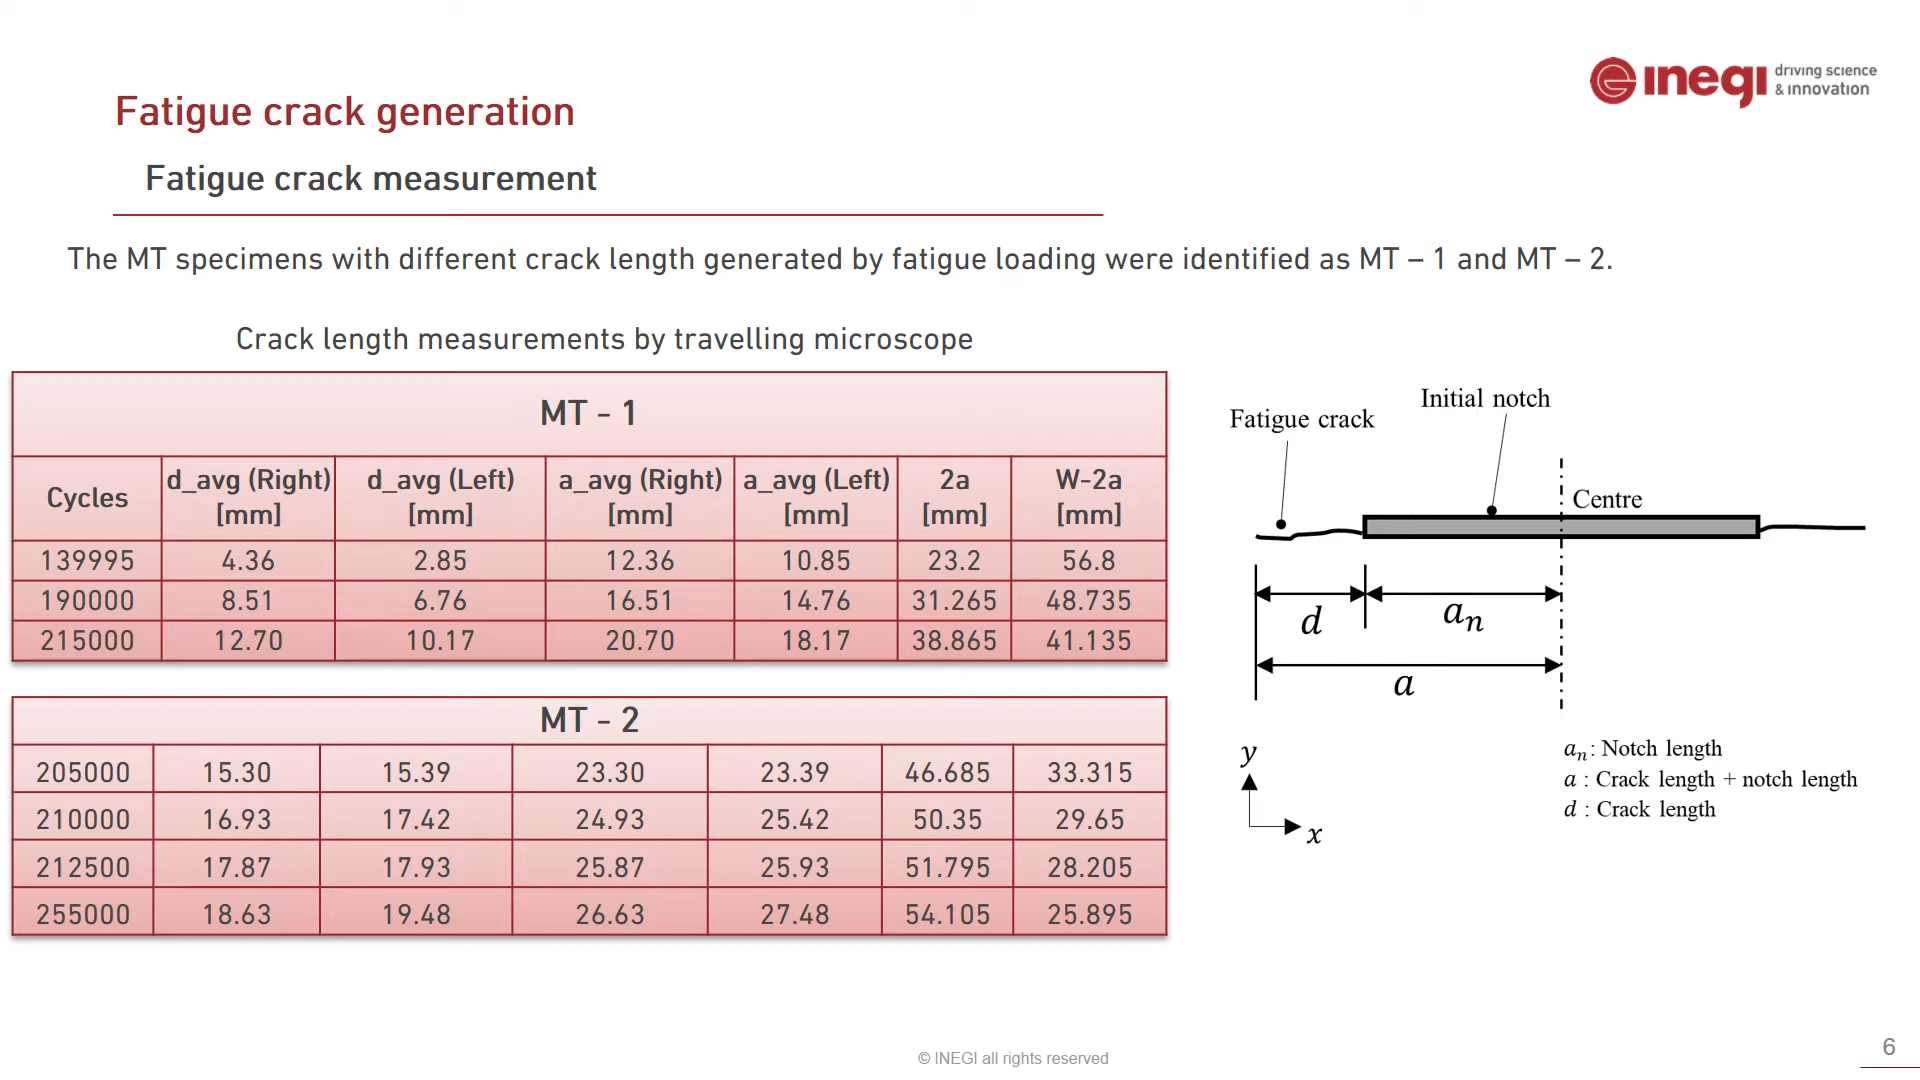 inegi driving science
& innovation
Fatigue crack generation
Fatigue crack measurement
The MT specimens with different crack length generated by fatigue loading were identified as MT – 1 and MT – 2.
Crack length measurements by travelling microscope
MT - 1
Cycles d_avg (Right) [mm] d_avg (Left) [mm] a_avg (Right) [mm] a_avg (Left) [mm] 2a [mm] W-2a [mm]
139995 4.36 2.85 12.36 10.85 23.2 56.8
190000 8.51 6.76 16.51 14.76 31.265 48.735
215000 12.70 10.17 20.70 18.17 38.865 41.135
MT - 2
205000 15.30 15.39 23.30 23.39 46.685 33.315
210000 16.93 17.42 24.93 25.42 50.35 29.65
212500 17.87 17.93 25.87 25.93 51.795 28.205
255000 18.63 19.48 26.63 27.48 54.105 25.895
Initial notch
Fatigue crack
Centre
d
aₙ
a
y
x
aₙ: Notch length
a : Crack length + notch length
d : Crack length
© INEGI all rights reserved
6